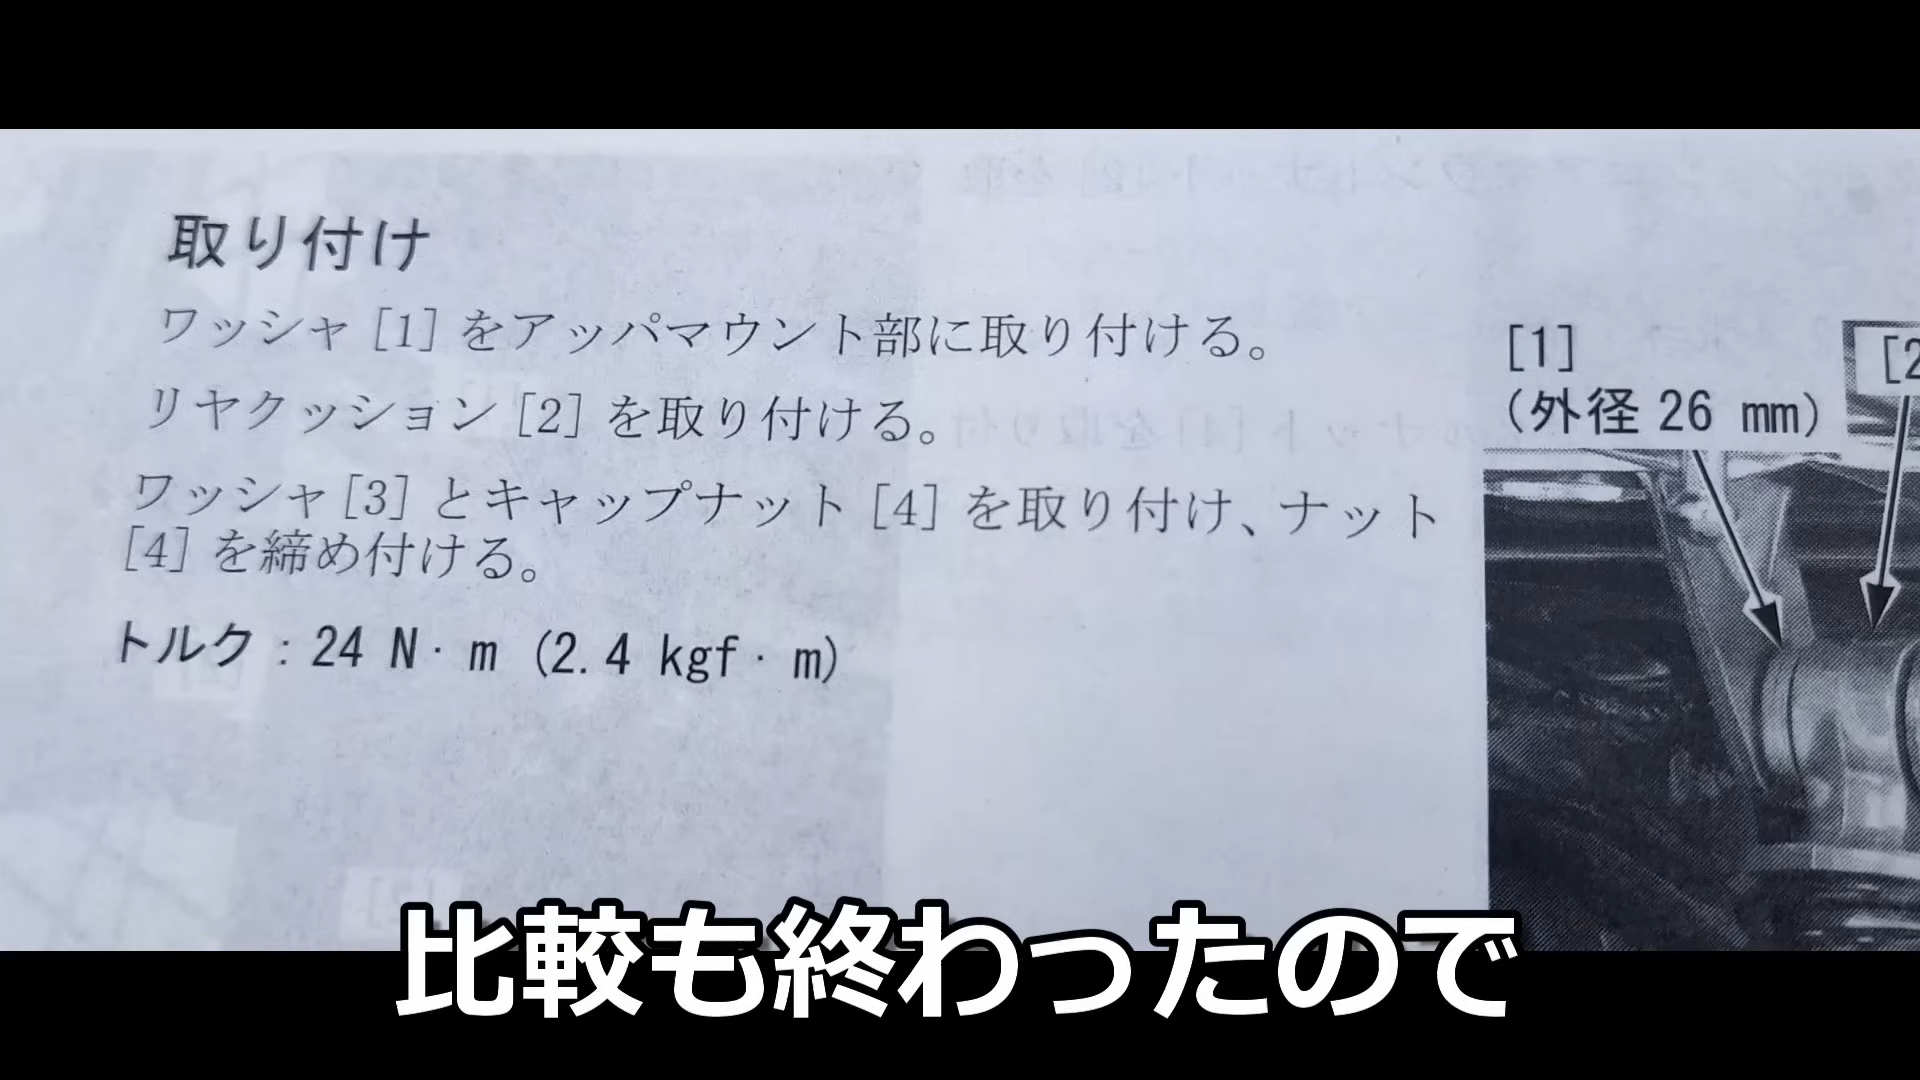 取り付け
ワッシャ[1]をアッパマウント部に取り付ける。
リヤクッション[2]を取り付ける。
ワッシャ[3]とキャップナット[4]を取り付け、ナット
[4]を締め付ける。
トルク：24 N・m (2.4 kgf・m)
[1]
(外径 26 mm)
[2
比較も終わったので